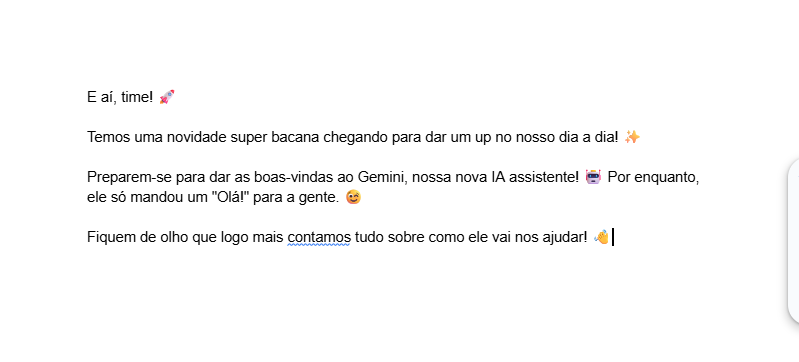 E aí, time! 🚀
Temos uma novidade super bacana chegando para dar um up no nosso dia a dia! ✨
Preparem-se para dar as boas-vindas ao Gemini, nossa nova IA assistente! 🤖 Por enquanto,
ele só mandou um "Olá!" para a gente. 😉
Fiquem de olho que logo mais contamos tudo sobre como ele vai nos ajudar! 👋